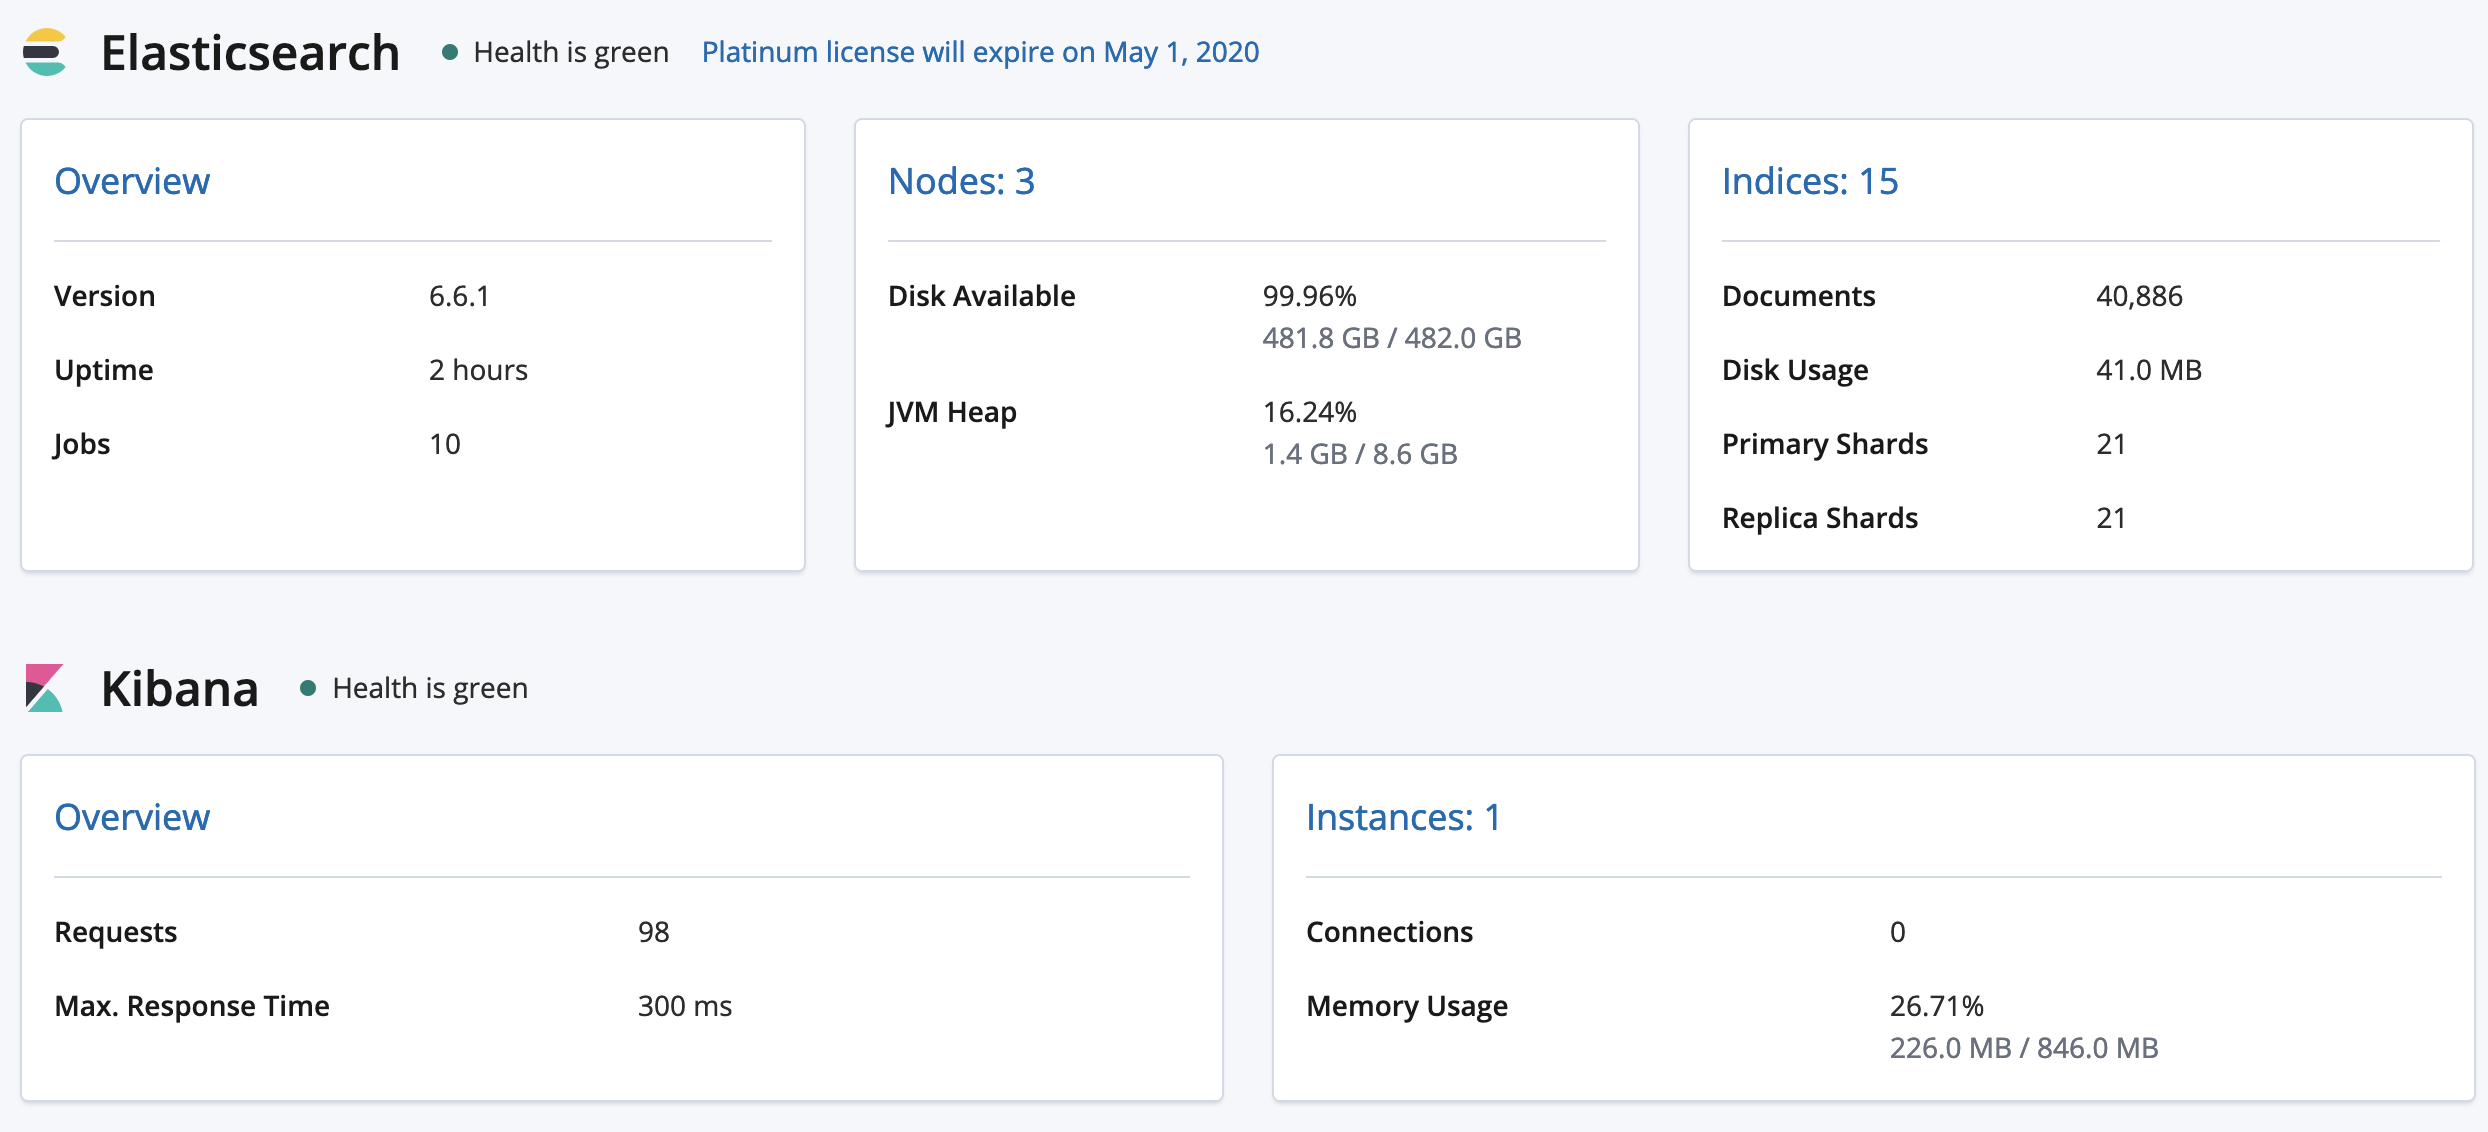 Elasticsearch Health is green Platinum license will expire on May 1, 2020
Overview
Version 6.6.1
Uptime 2 hours
Jobs 10
Nodes: 3
Disk Available 99.96%
481.8 GB / 482.0 GB
JVM Heap 16.24%
1.4 GB / 8.6 GB
Indices: 15
Documents 40,886
Disk Usage 41.0 MB
Primary Shards 21
Replica Shards 21
Kibana Health is green
Overview
Requests 98
Max. Response Time 300 ms
Instances: 1
Connections 0
Memory Usage 26.71%
226.0 MB / 846.0 MB